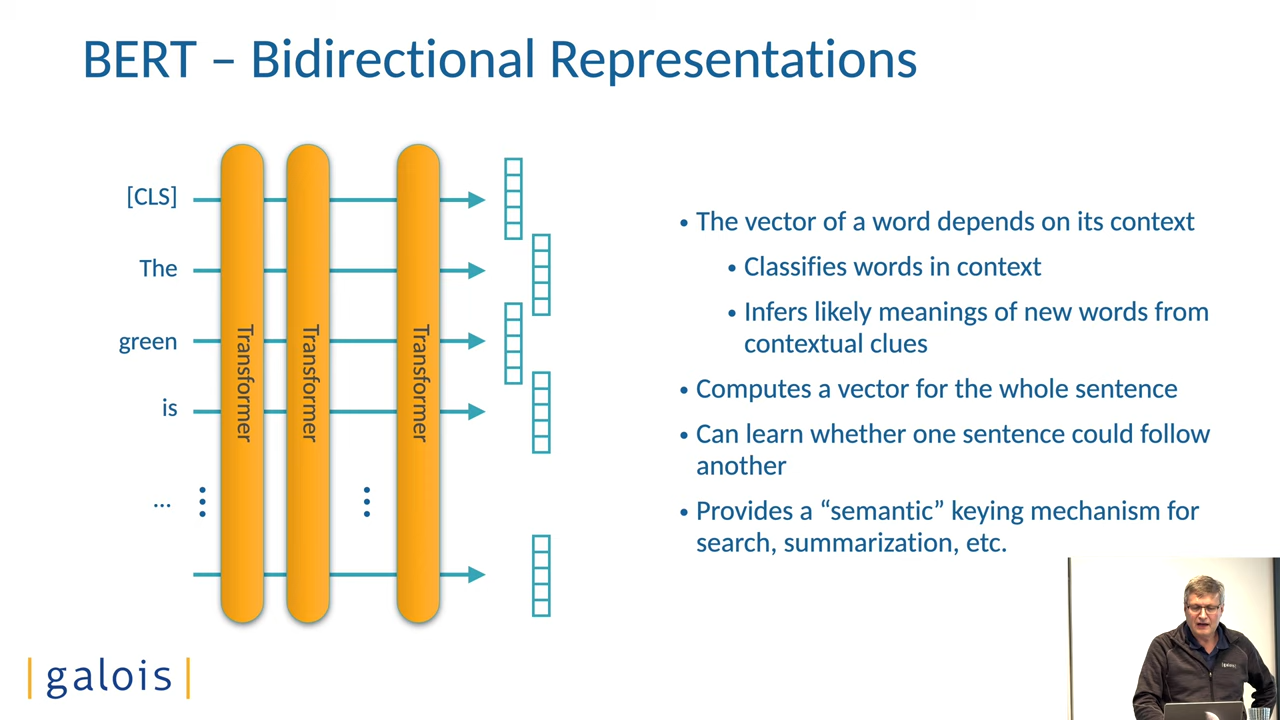 BERT – Bidirectional Representations
[CLS]
The
green
is
...
Transformer
Transformer
Transformer
• The vector of a word depends on its context
• Classifies words in context
• Infers likely meanings of new words from
contextual clues
• Computes a vector for the whole sentence
• Can learn whether one sentence could follow
another
• Provides a “semantic” keying mechanism for
search, summarization, etc.
|galois|